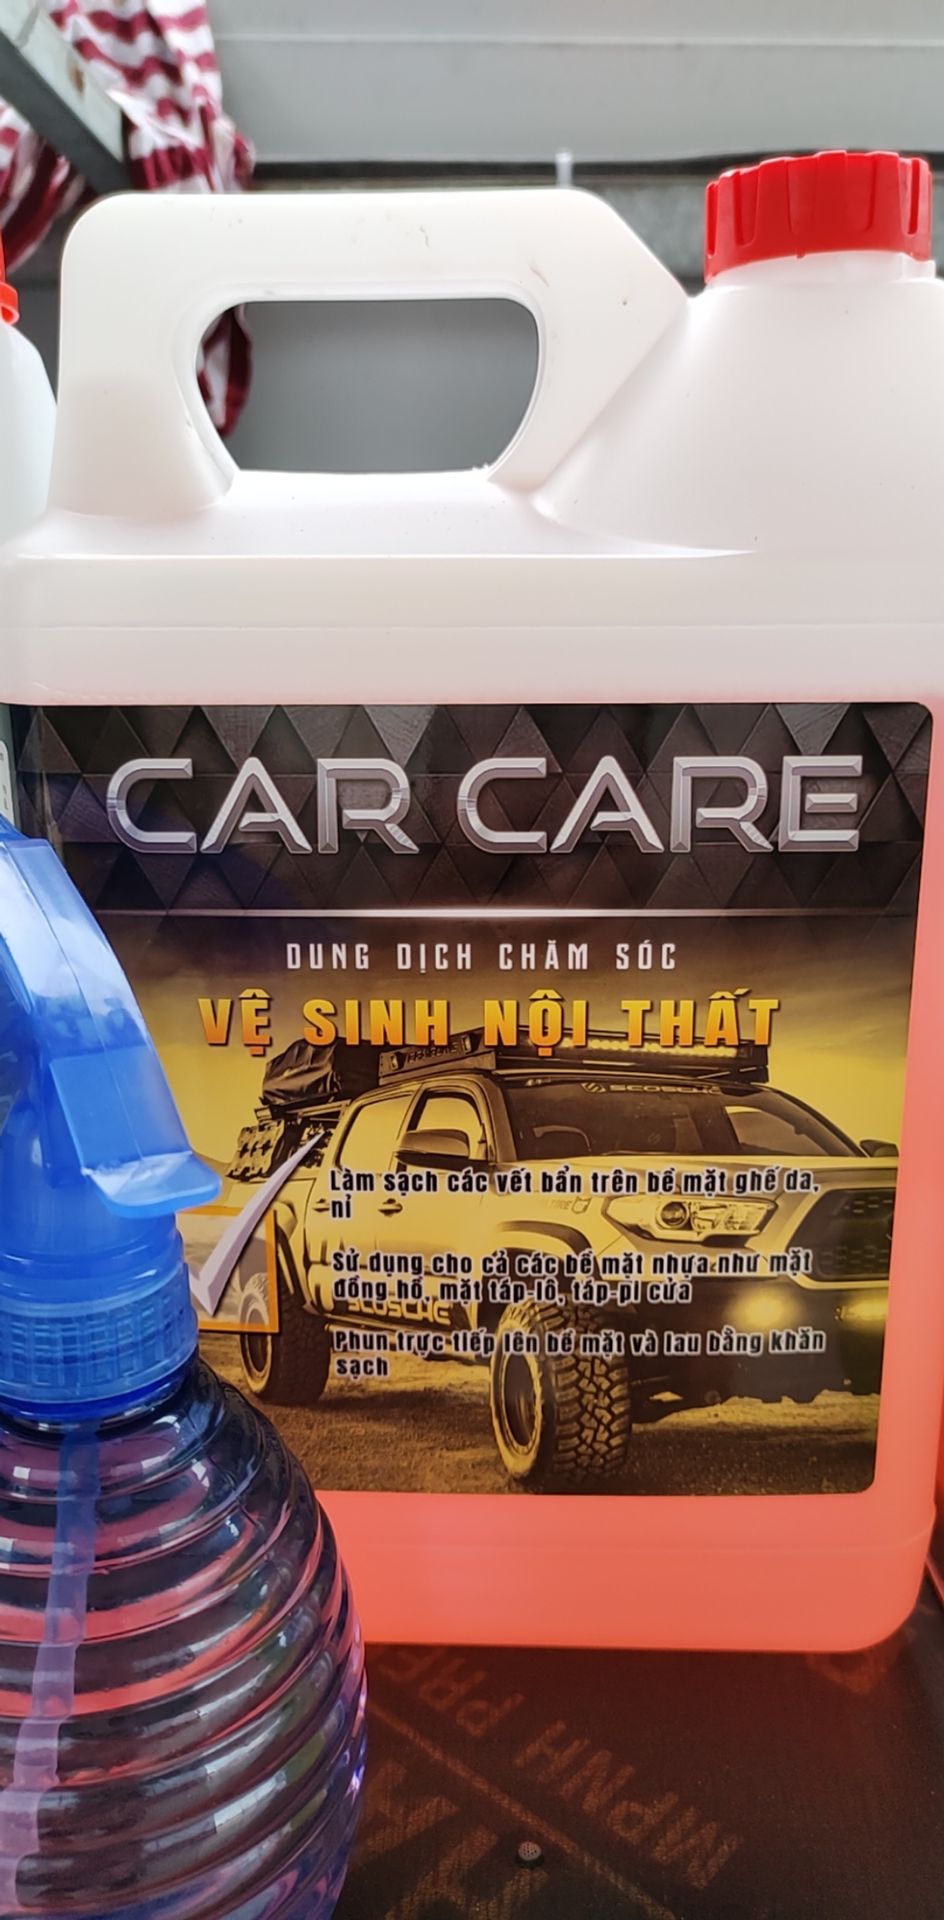 CAR CARE
DUNG DỊCH CHĂM SÓC
VỆ SINH NỘI THẤT
SCOSCHE
Làm sạch các vết bẩn trên bề mặt ghế da,
nỉ
Sử dụng cho cả các bề mặt nhựa như mặt
đồng hồ, mặt táp-lô, táp-pi cửa
SCOSCHE
Phun trực tiếp lên bề mặt và lau bằng khăn
sạch